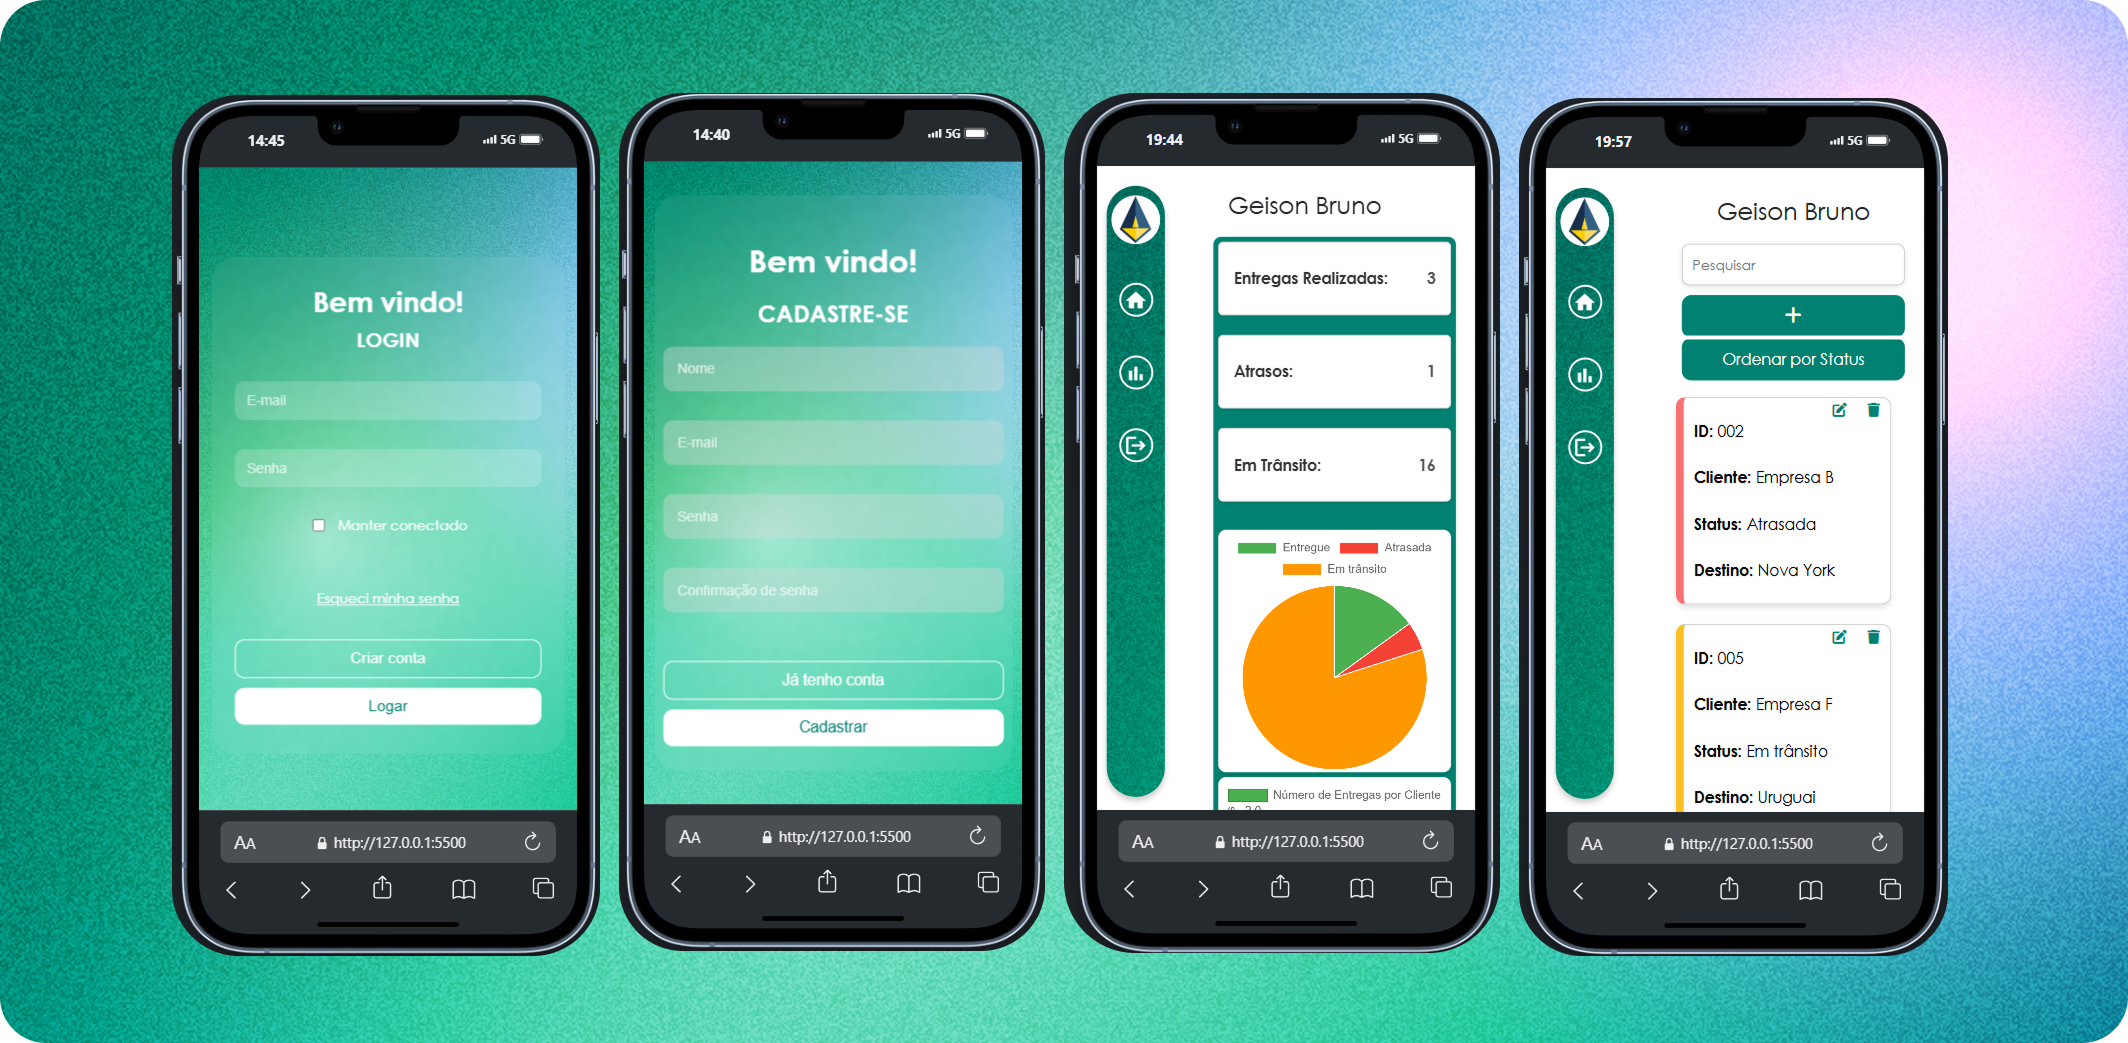 14:45
5G
Bem vindo!
LOGIN
E-mail
Senha
Manter conectado
Esqueci minha senha
Criar conta
Logar
AA
http://127.0.0.1:5500
14:40
5G
Bem vindo!
CADASTRE-SE
Nome
E-mail
Senha
Confirmação de senha
Já tenho conta
Cadastrar
AA
http://127.0.0.1:5500
19:44
5G
Geison Bruno
Entregas Realizadas: 3
Atrasos: 1
Em Trânsito: 16
Entregue Atrasada
Em trânsito
Número de Entregas por Cliente
AA
http://127.0.0.1:5500
19:57
5G
Geison Bruno
Pesquisar
+
Ordenar por Status
ID: 002
Cliente: Empresa B
Status: Atrasada
Destino: Nova York
ID: 005
Cliente: Empresa F
Status: Em trânsito
Destino: Uruguai
AA
http://127.0.0.1:5500